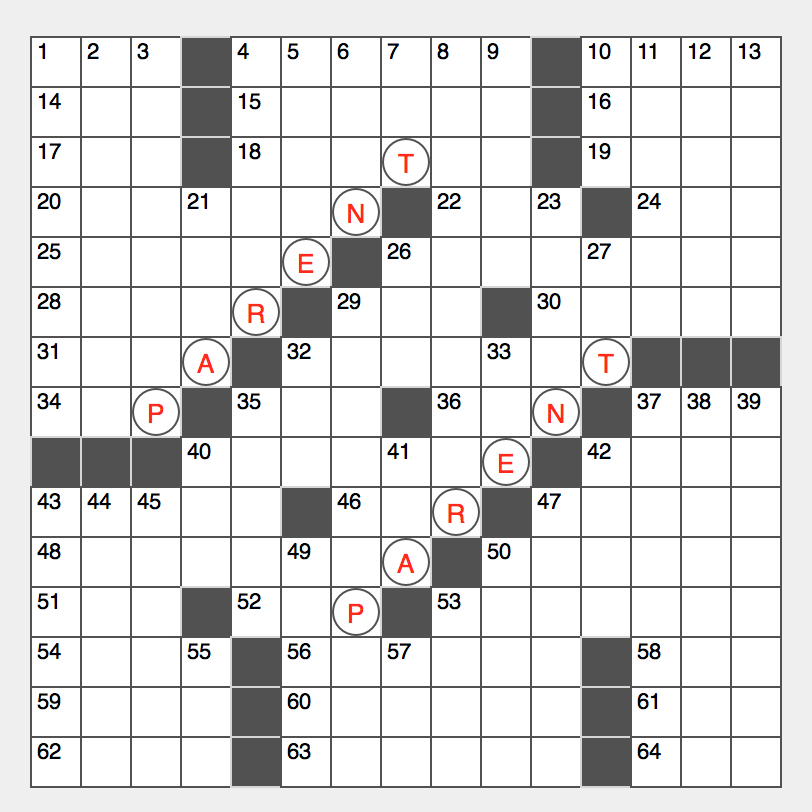 1 2 3 4 5 6 7 8 9 10 11 12 13
14 15 16
17 18 T 19
20 21 N 22 23 24
25 E 26 27
28 R 29 30
31 A 32 33 T
34 P 35 36 N 37 38 39
40 41 E 42
43 44 45 46 R 47
48 49 A 50
51 52 P 53
54 55 56 57 58
59 60 61
62 63 64